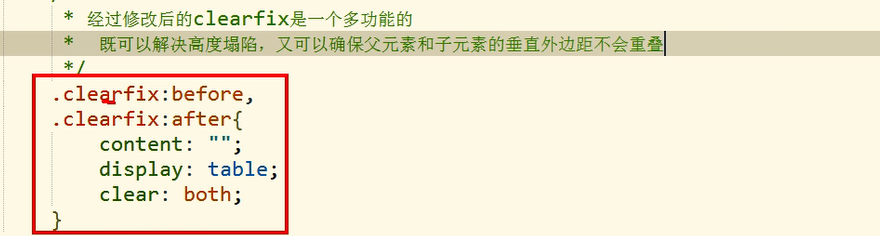 * 经过修改后的clearfix是一个多功能的
* 既可以解决高度塌陷，又可以确保父元素和子元素的垂直外边距不会重叠
*/
.clearfix:before,
.clearfix:after{
content: "";
display: table;
clear: both;
}